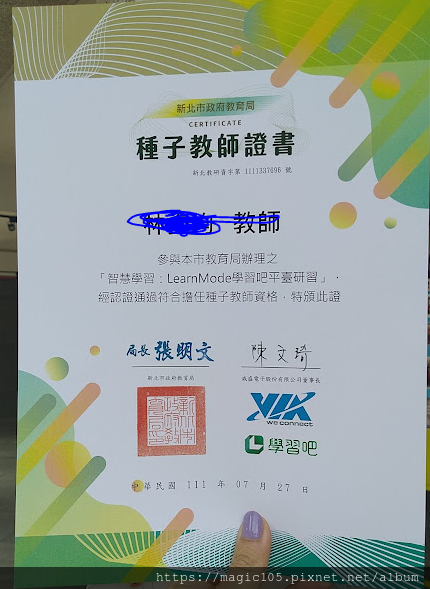 新北市政府教育局
CERTIFICATE
種子教師證書
新北教研資字第 1111337696 號
林 教師
參與本市教育局辦理之
「智慧學習：LearnMode學習吧平臺研習」，
經認證通過符合擔任種子教師資格，特頒此證
局長 張明文 陳文琦
新北市政府教育局 威盛電子股份有限公司董事長
VIA
we connect
學習吧
中華民國 111 年 07 月 27 日
https://magic105.pixnet.net/album